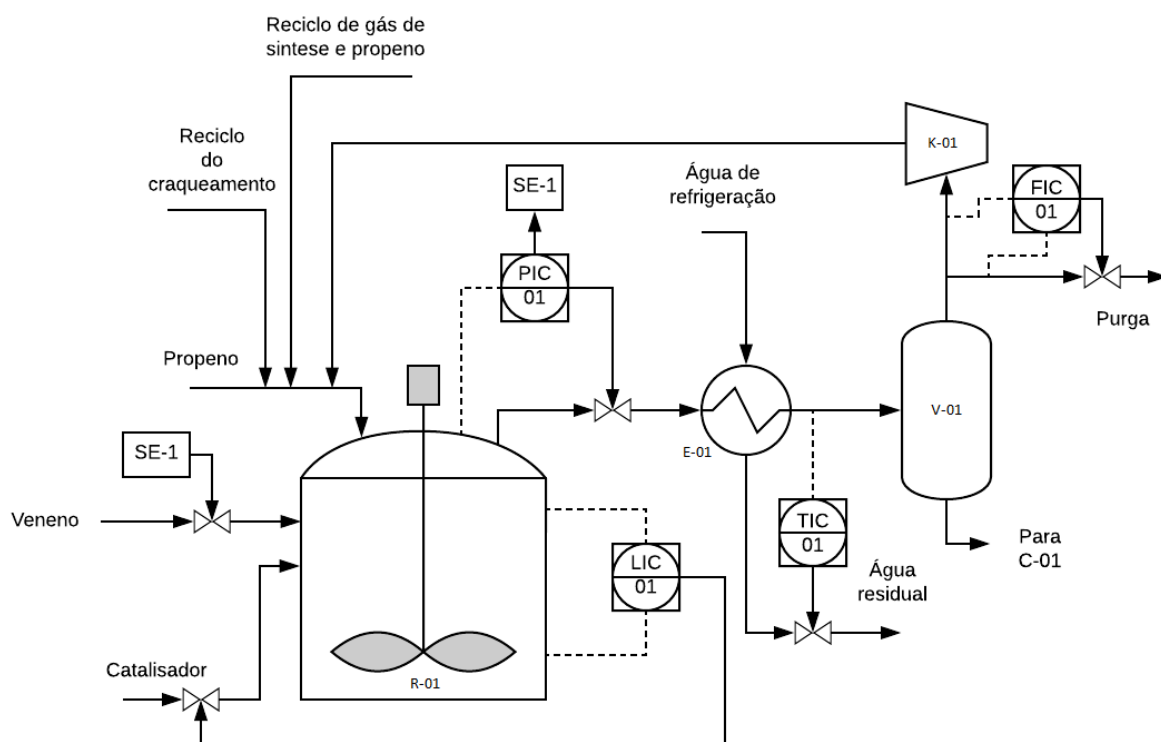 Reciclo de gás de
sintese e propeno
Reciclo
do
craqueamento
K-01
SE-1
Água de
refrigeração
FIC
01
PIC
01
Purga
Propeno
V-01
SE-1
E-01
Veneno
TIC
01
Para
C-01
LIC
01
Água
residual
Catalisador
R-01